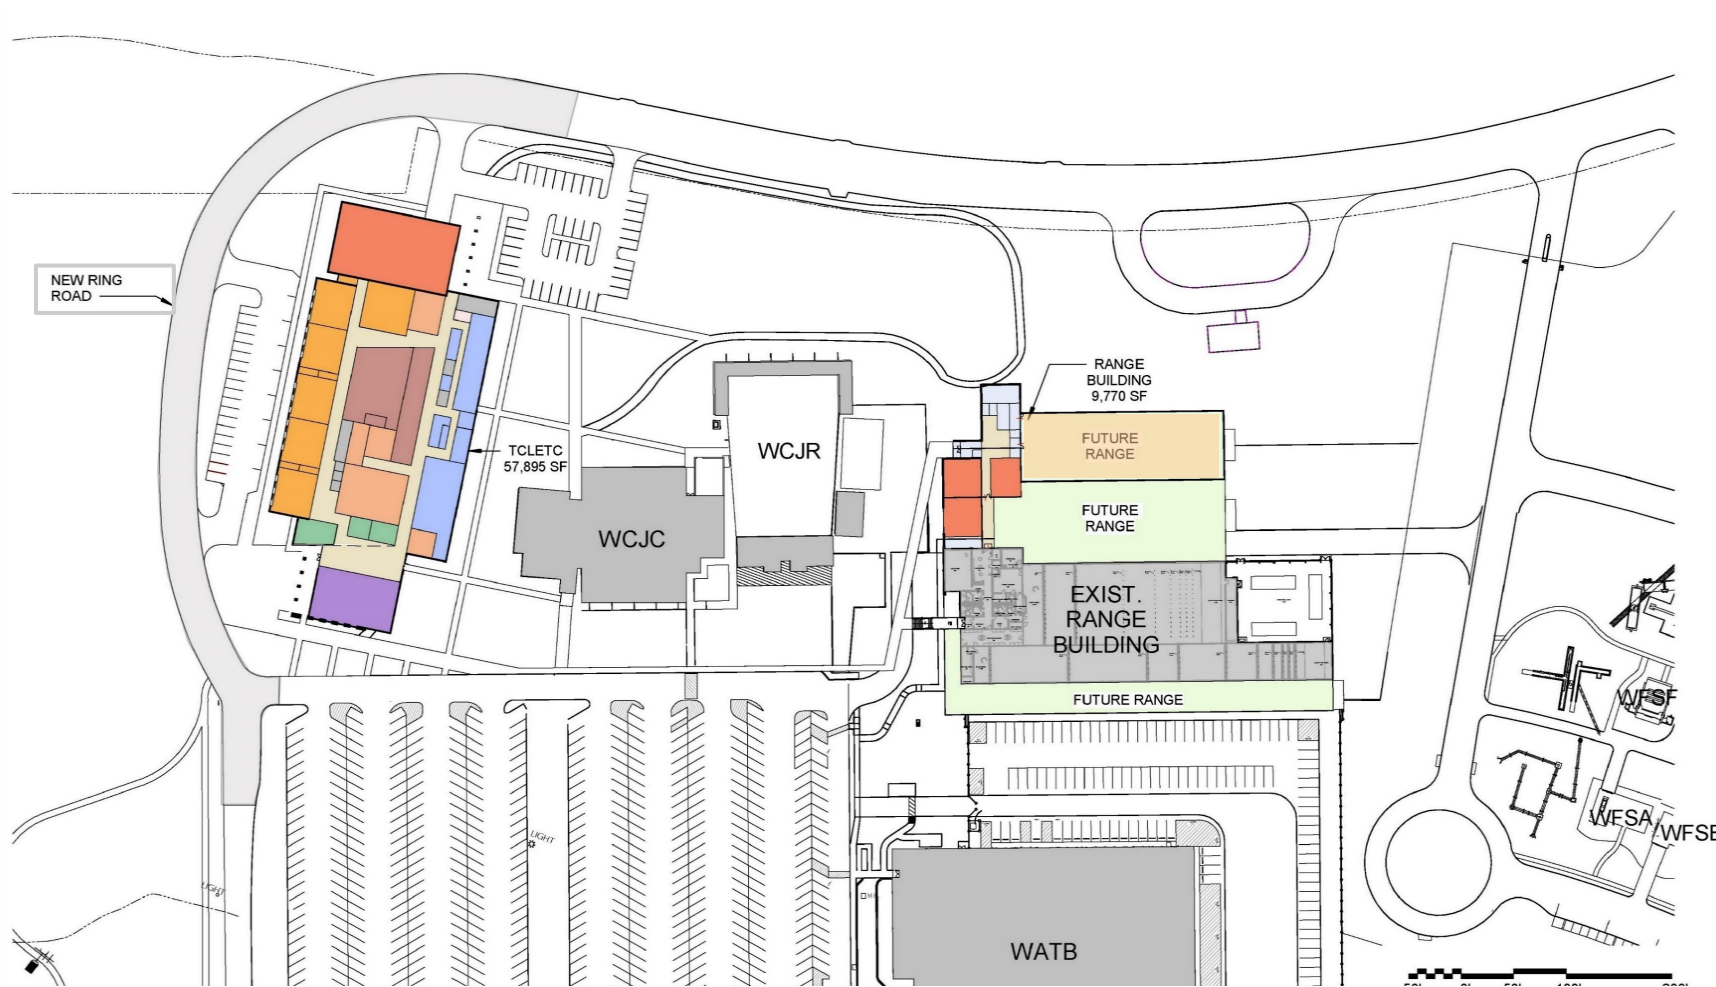 NEW RING
ROAD
TCLETC
57,895 SF
WCJR
WCJC
RANGE
BUILDING
9,770 SF
FUTURE
RANGE
FUTURE
RANGE
EXIST.
RANGE
BUILDING
FUTURE RANGE
WFSF
WFSA
WFSE
LIGHT
LIGHT
WATB